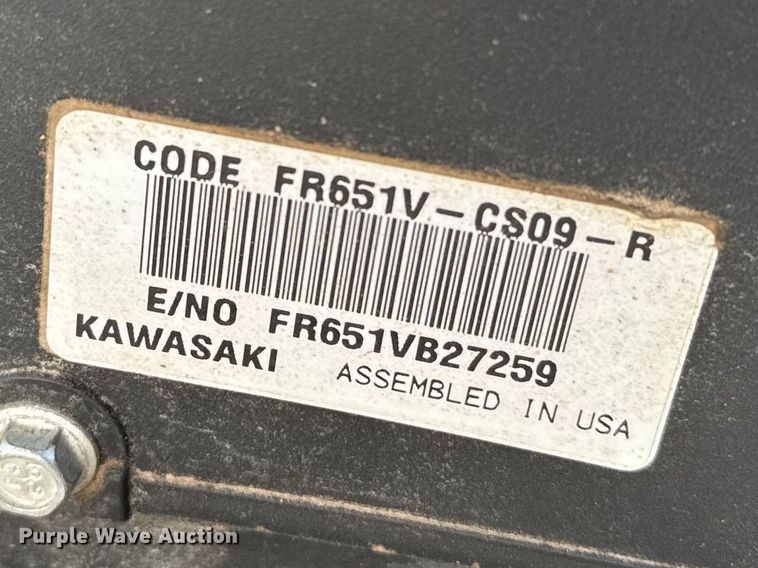 CODE FR651V-CS09-R
E/NO FR651VB27259
KAWASAKI ASSEMBLED IN USA
Purple Wave Auction